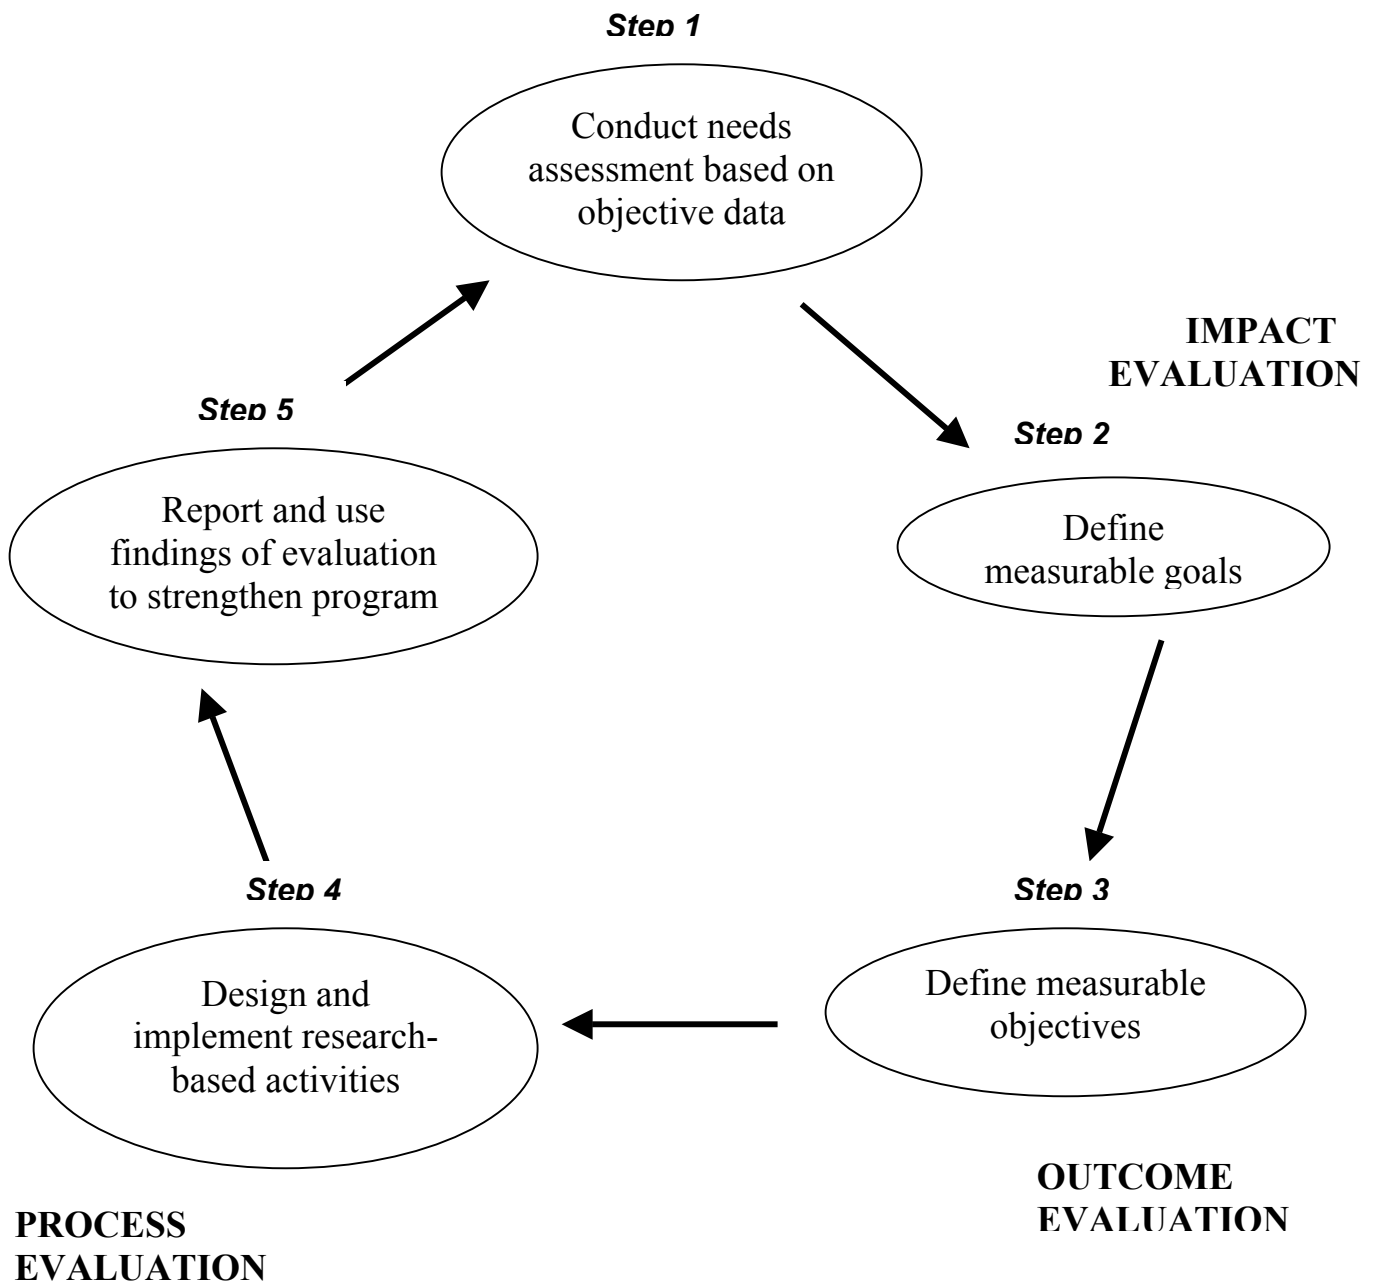 Step 1
Conduct needs
assessment based on
objective data
IMPACT
EVALUATION
Step 2
Define
measurable goals
Step 3
Define measurable
objectives
OUTCOME
EVALUATION
Step 4
Design and
implement research-
based activities
PROCESS
EVALUATION
Step 5
Report and use
findings of evaluation
to strengthen program